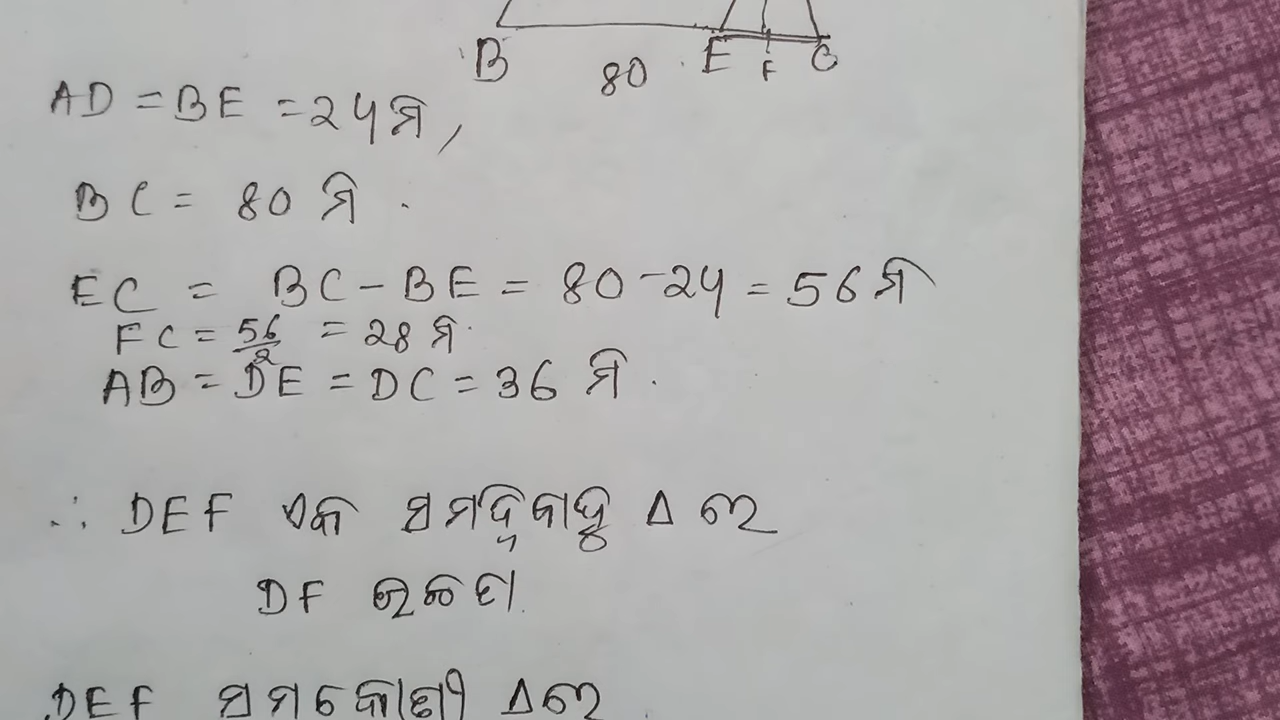 B 80 E F C
AD = BE = 24 ମି,
BC = 80 ମି.
EC = BC - BE = 80 - 24 = 56 ମି
FC = 56/2 = 28 ମି.
AB = DE = DC = 36 ମି.
∴ DEF ଏକ ସମଦ୍ୱିବାହୁ Δ ରେ
DF ଉଚ୍ଚତା
DEF ସମକୋଣୀ Δରେ